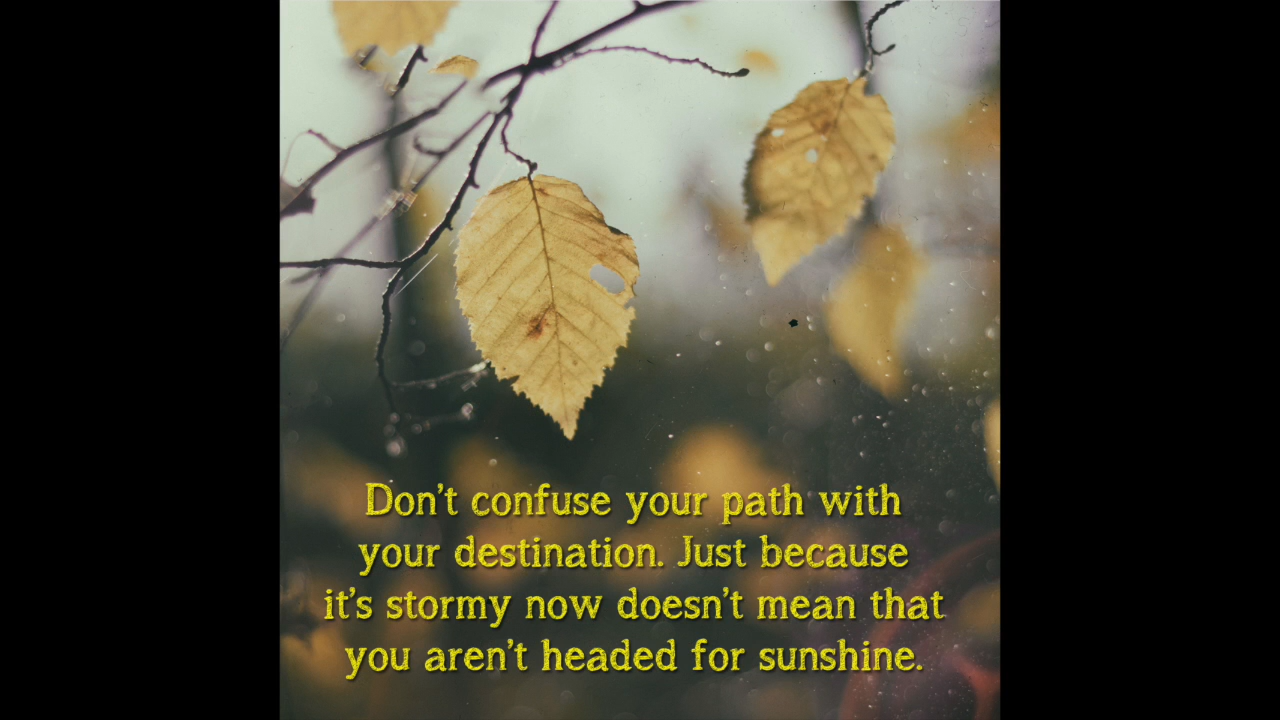 Don't confuse your path with
your destination. Just because
it's stormy now doesn't mean that
you aren't headed for sunshine.